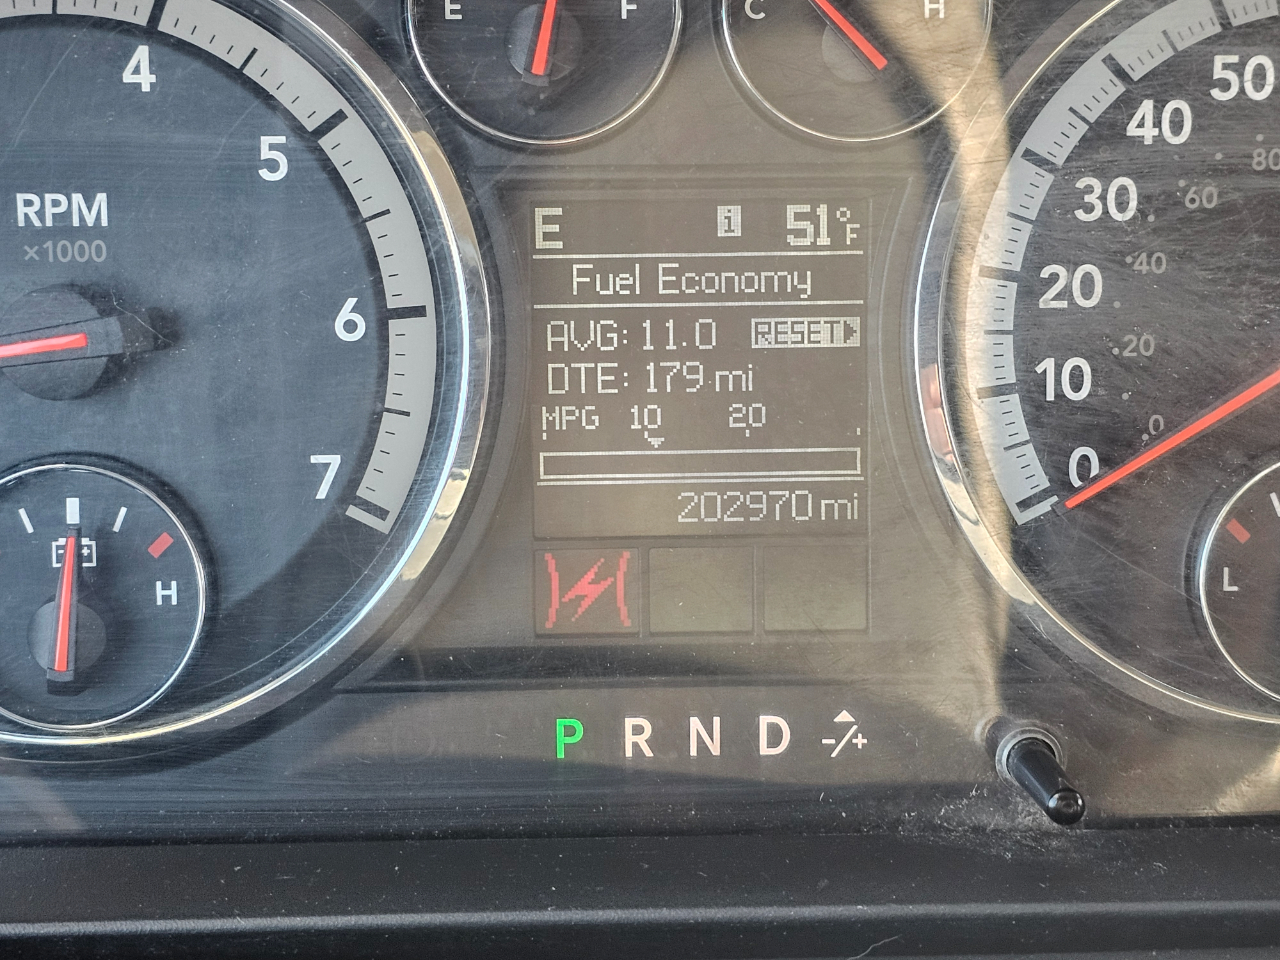 E F
C H
4
5
6
7
RPM
×1000
H
E i 51°F
Fuel Economy
AVG: 11.0 RESET
DTE: 179 mi
MPG 10 20
202970 mi
P R N D -/+
50
40
30
20
10
0
80
60
40
20
0
L